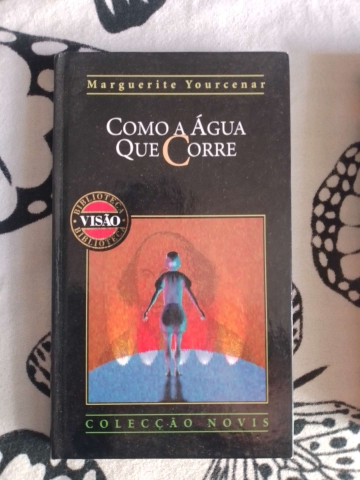 Marguerite Yourcenar
COMO A ÁGUA
QUE CORRE
BIBLIOTECA
VISÃO
BIBLIOTECA
COLECÇÃO NOVIS